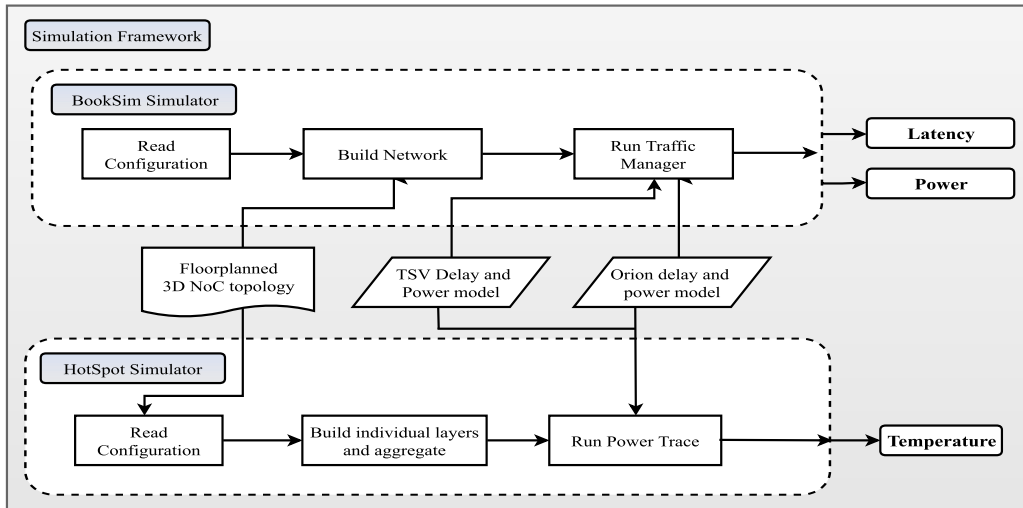 Simulation Framework
BookSim Simulator
Read
Configuration
Build Network
Run Traffic
Manager
Latency
Power
Floorplanned
3D NoC topology
TSV Delay and
Power model
Orion delay and
power model
HotSpot Simulator
Read
Configuration
Build individual layers
and aggregate
Run Power Trace
Temperature